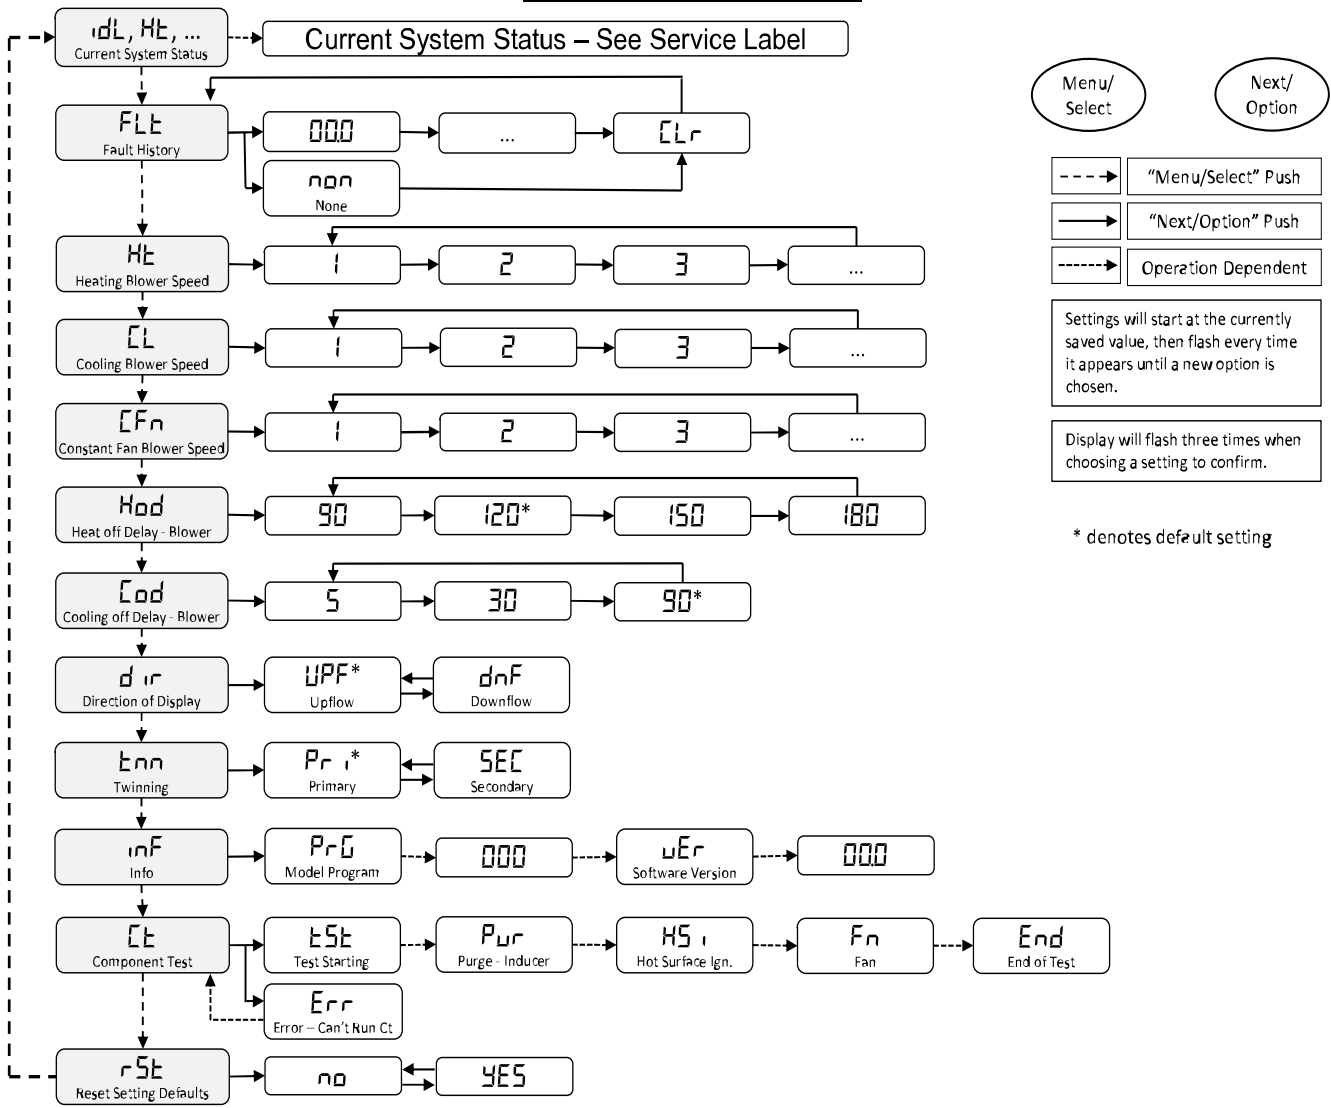 idL, Ht, ...
Current System Status
Current System Status – See Service Label
Menu/
Select
Next/
Option
FLt
Fault History
00.0
...
CLr
non
None
"Menu/Select" Push
"Next/Option" Push
Operation Dependent
Ht
Heating Blower Speed
1
2
3
...
CL
Cooling Blower Speed
1
2
3
...
Settings will start at the currently
saved value, then flash every time
it appears until a new option is
chosen.
CFn
Constant Fan Blower Speed
1
2
3
...
Display will flash three times when
choosing a setting to confirm.
Hod
Heat off Delay - Blower
90
120*
150
180
* denotes default setting
Cod
Cooling off Delay - Blower
5
30
90*
dir
Direction of Display
UPF*
Upflow
dnF
Downflow
tnn
Twinning
Pri*
Primary
SEC
Secondary
inF
Info
PrG
Model Program
000
vEr
Software Version
00.0
Ct
Component Test
tSt
Test Starting
Pur
Purge - Inducer
HSi
Hot Surface Ign.
Fn
Fan
End
End of Test
Err
Error – Can't Run Ct
rSt
Reset Setting Defaults
no
YES